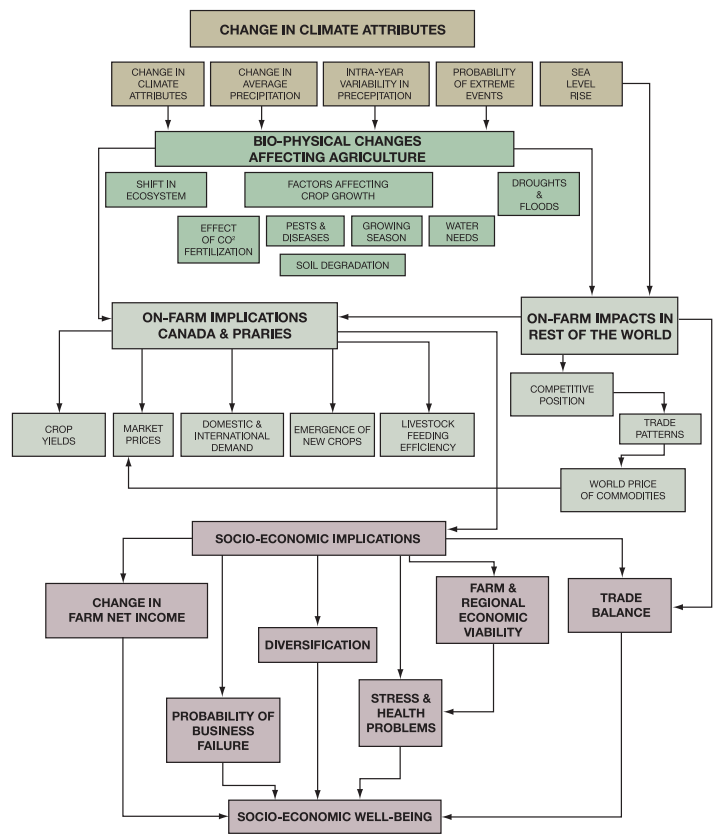 CHANGE IN CLIMATE ATTRIBUTES
CHANGE IN
CLIMATE
ATTRIBUTES
CHANGE IN
AVERAGE
PRECIPITATION
INTRA-YEAR
VARIABILITY IN
PRECEPITATION
PROBABILITY
OF EXTREME
EVENTS
SEA
LEVEL
RISE
BIO-PHYSICAL CHANGES
AFFECTING AGRICULTURE
SHIFT IN
ECOSYSTEM
FACTORS AFFECTING
CROP GROWTH
DROUGHTS
&
FLOODS
EFFECT
OF CO²
FERTILIZATION
PESTS &
DISEASES
GROWING
SEASON
WATER
NEEDS
SOIL DEGRADATION
ON-FARM IMPLICATIONS
CANADA & PRARIES
ON-FARM IMPACTS IN
REST OF THE WORLD
COMPETITIVE
POSITION
CROP
YIELDS
MARKET
PRICES
DOMESTIC &
INTERNATIONAL
DEMAND
EMERGENCE OF
NEW CROPS
LIVESTOCK
FEEDING
EFFICIENCY
TRADE
PATTERNS
WORLD PRICE
OF COMMODITIES
SOCIO-ECONOMIC IMPLICATIONS
CHANGE IN
FARM NET INCOME
FARM &
REGIONAL
ECONOMIC
VIABILITY
TRADE
BALANCE
DIVERSIFICATION
PROBABILITY OF
BUSINESS
FAILURE
STRESS &
HEALTH
PROBLEMS
SOCIO-ECONOMIC WELL-BEING